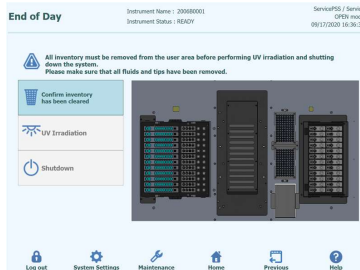 End of Day
Instrument Name : 2006B0001
Instrument Status : READY
ServicePSS / Servi
OPEN mo
09/17/2020 16:36:3
All inventory must be removed from the user area before performing UV irradiation and shutting
down the system.
Please make sure that all fluids and tips have been removed.
Confirm inventory
has been cleared
UV Irradiation
Shutdown
Log out
System Settings
Maintenance
Home
Previous
Help